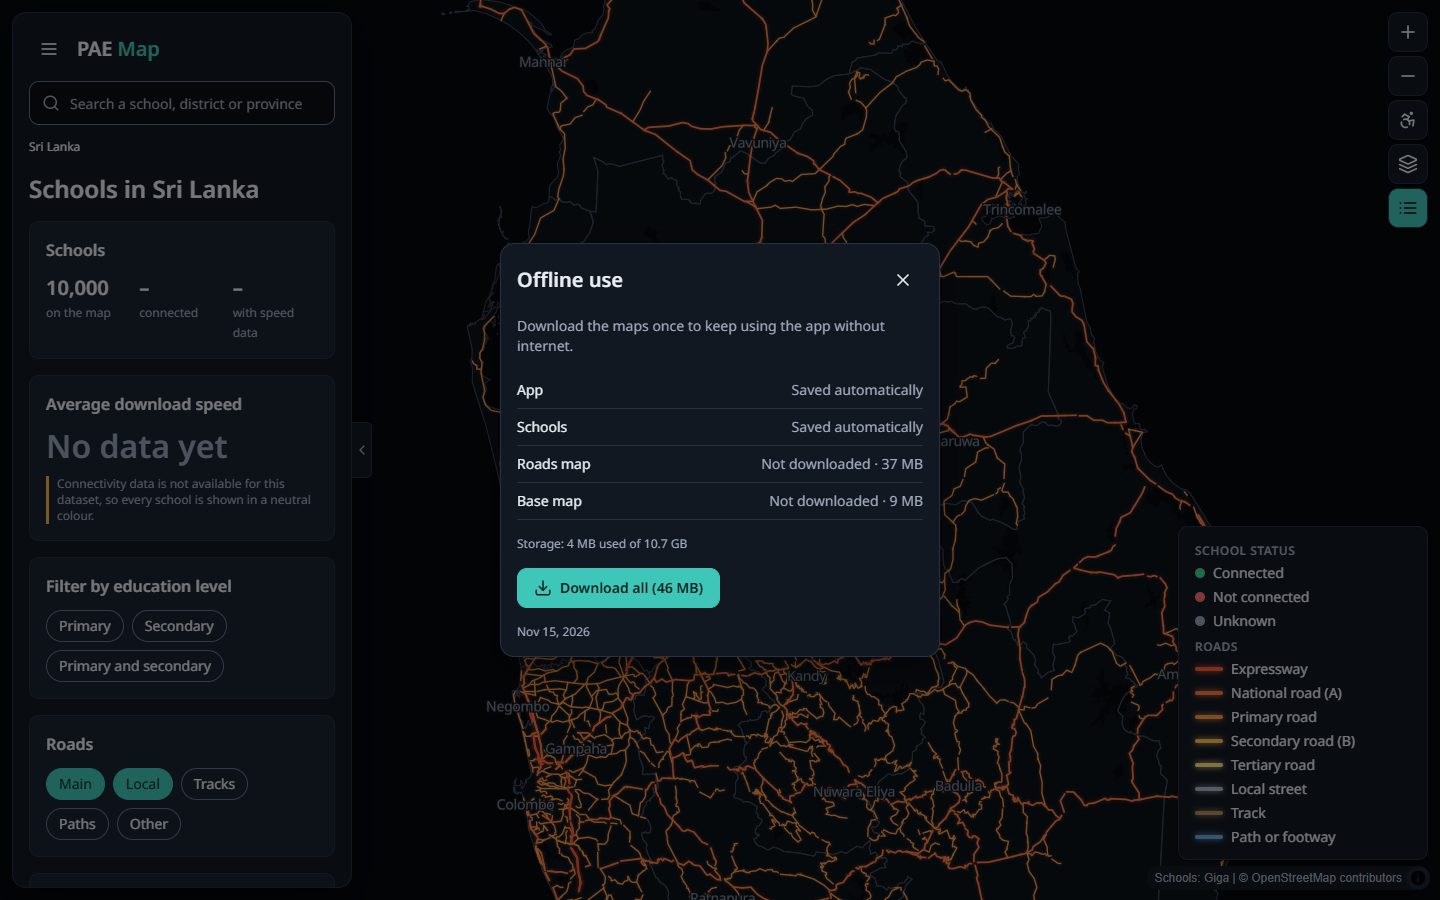 PAE Map
Search a school, district or province
Sri Lanka
Schools in Sri Lanka
Schools
10,000
on the map
–
connected
–
with speed
data
Average download speed
No data yet
Connectivity data is not available for this
dataset, so every school is shown in a neutral
colour.
Filter by education level
Primary
Secondary
Primary and secondary
Roads
Main
Local
Tracks
Paths
Other
Mannar
Vavuniya
Trincomalee
aruwa
Kandy
Am
Negombo
Gampaha
Colombo
Nuwara Eliya
Badulla
Ratnapura
Offline use
Download the maps once to keep using the app without
internet.
App Saved automatically
Schools Saved automatically
Roads map Not downloaded · 37 MB
Base map Not downloaded · 9 MB
Storage: 4 MB used of 10.7 GB
Download all (46 MB)
Nov 15, 2026
SCHOOL STATUS
Connected
Not connected
Unknown
ROADS
Expressway
National road (A)
Primary road
Secondary road (B)
Tertiary road
Local street
Track
Path or footway
Schools: Giga | © OpenStreetMap contributors